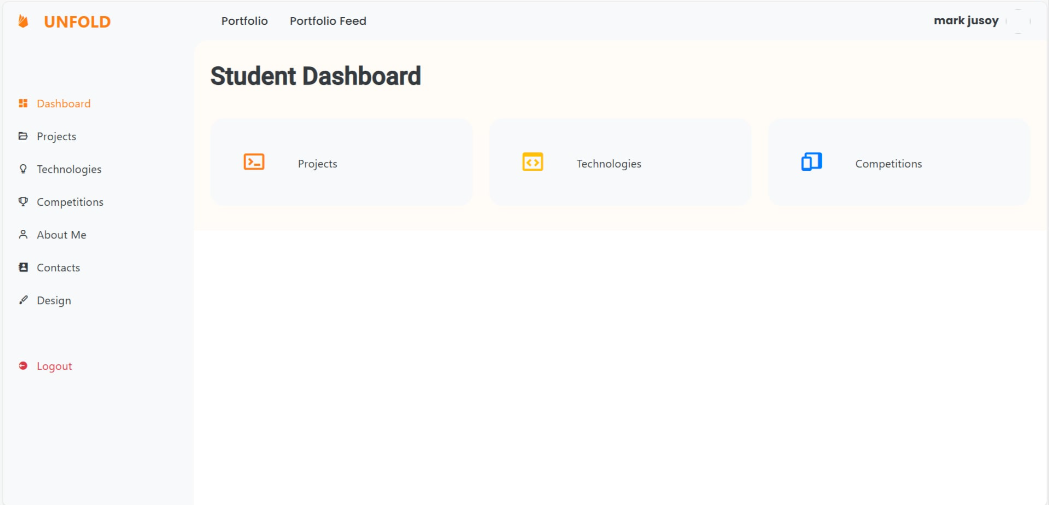 UNFOLD
Portfolio
Portfolio Feed
mark jusoy
Student Dashboard
Dashboard
Projects
Technologies
Competitions
About Me
Contacts
Design
Logout
Projects
Technologies
Competitions